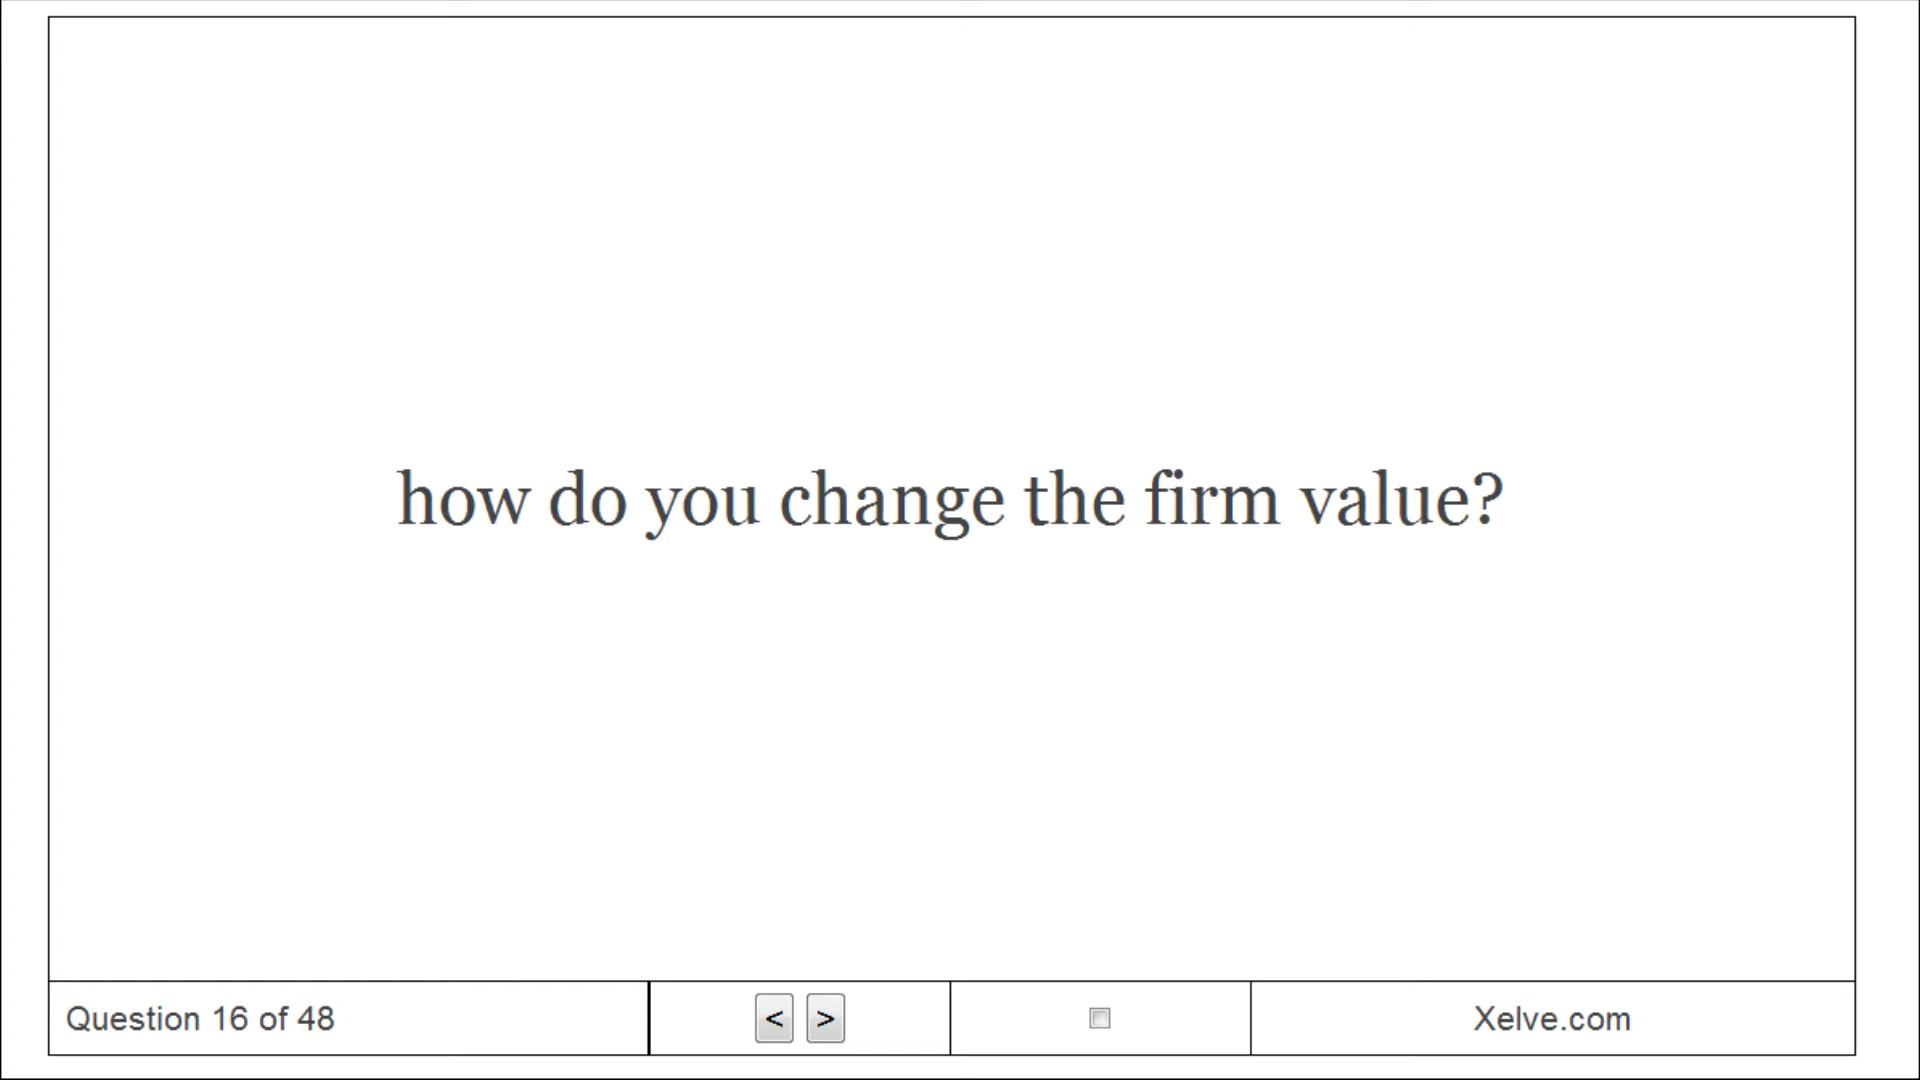 how do you change the firm value?
Question 16 of 48
< >
Xelve.com